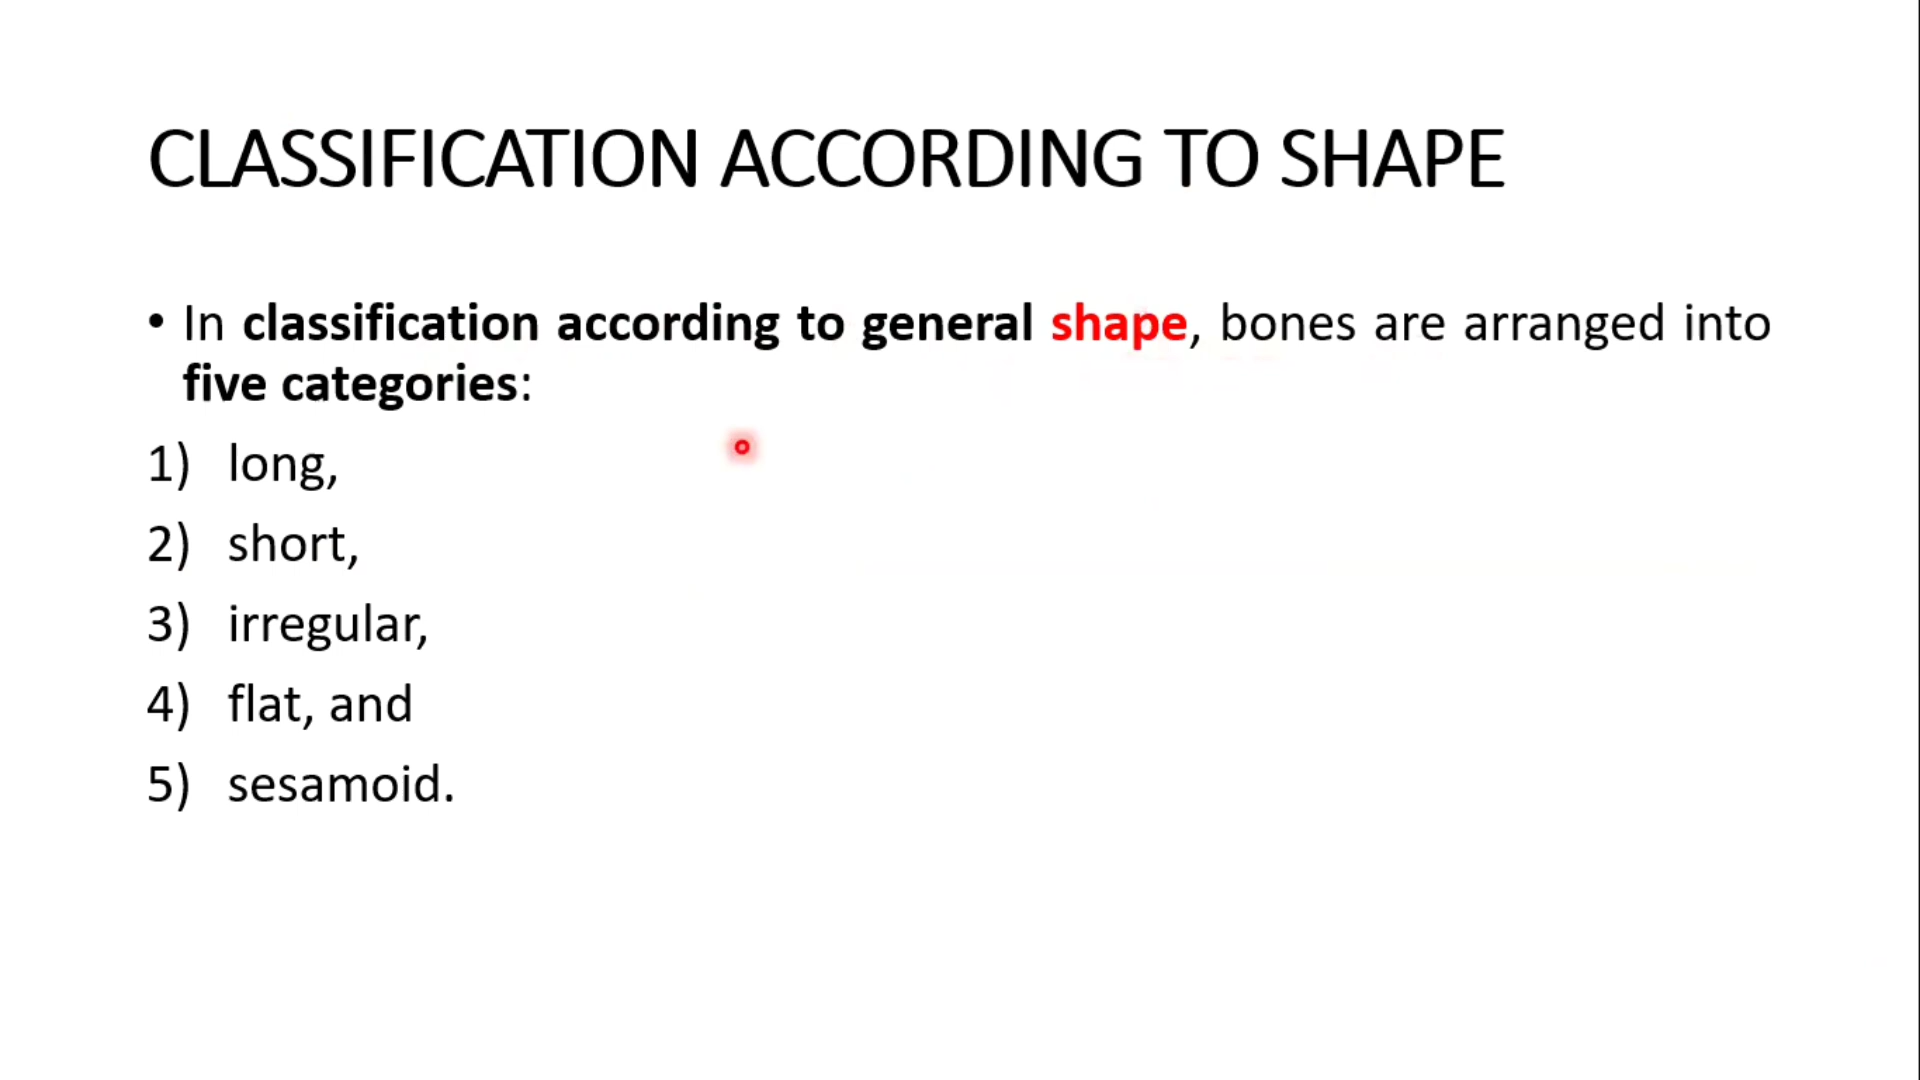 CLASSIFICATION ACCORDING TO SHAPE
• In classification according to general shape, bones are arranged into
five categories:
1) long,
2) short,
3) irregular,
4) flat, and
5) sesamoid.